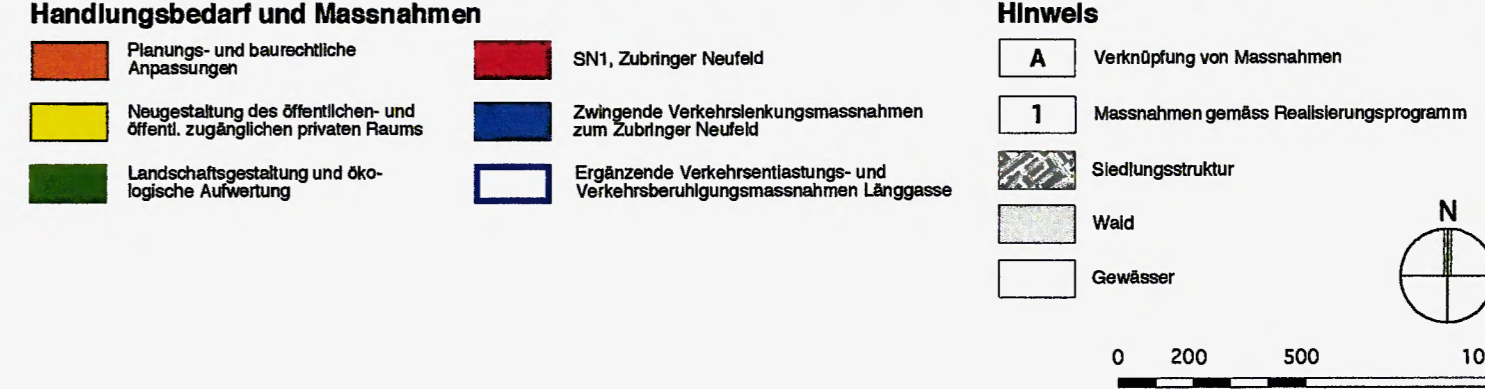 Handlungsbedarf und Massnahmen
Planungs- und baurechtliche
Anpassungen
Neugestaltung des öffentlichen- und
öffentl. zugänglichen privaten Raums
Landschaftsgestaltung und öko-
logische Aufwertung
SN1, Zubringer Neufeld
Zwingende Verkehrslenkungsmassnahmen
zum Zubringer Neufeld
Ergänzende Verkehrsentlastungs- und
Verkehrsberuhigungsmassnahmen Länggasse
Hinweis
A Verknüpfung von Massnahmen
1 Massnahmen gemäss Realisierungsprogramm
Siedlungsstruktur
Wald
Gewässer
N
0 200 500 10